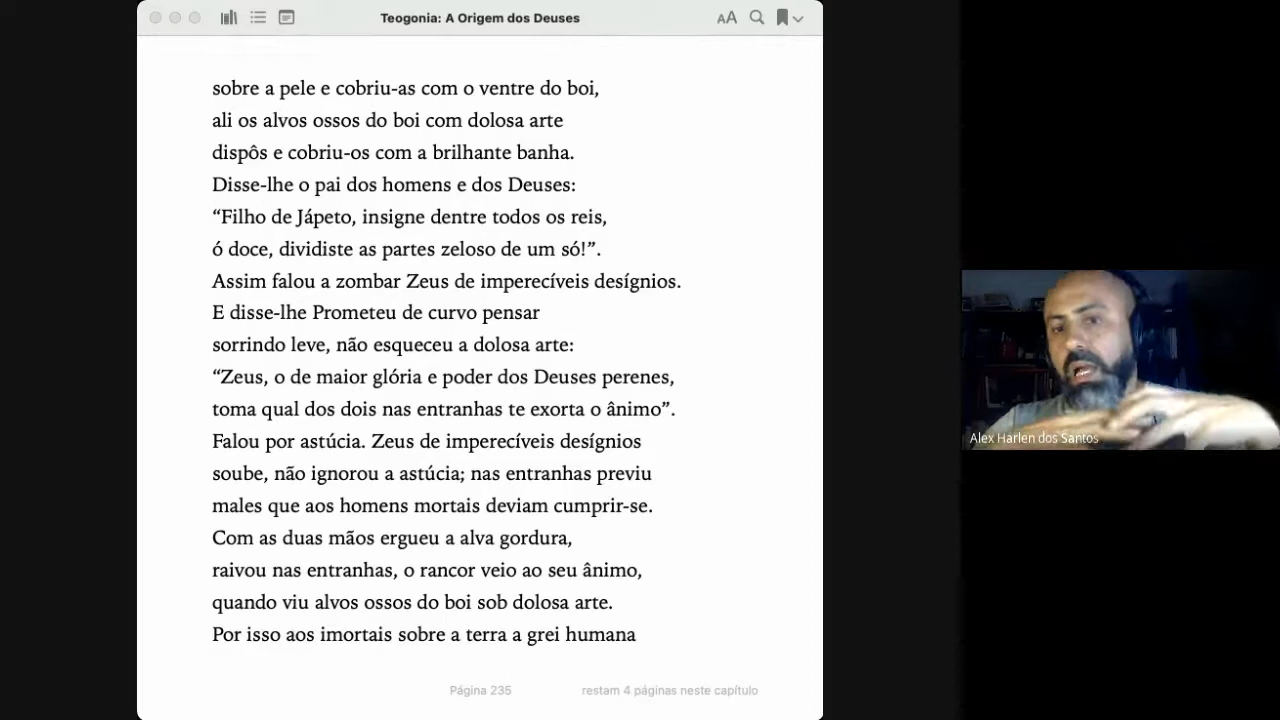 Teogonia: A Origem dos Deuses
AA
sobre a pele e cobriu-as com o ventre do boi,
ali os alvos ossos do boi com dolosa arte
dispôs e cobriu-os com a brilhante banha.
Disse-lhe o pai dos homens e dos Deuses:
“Filho de Jápeto, insigne dentre todos os reis,
ó doce, dividiste as partes zeloso de um só!”.
Assim falou a zombar Zeus de imperecíveis desígnios.
E disse-lhe Prometeu de curvo pensar
sorrindo leve, não esqueceu a dolosa arte:
“Zeus, o de maior glória e poder dos Deuses perenes,
toma qual dos dois nas entranhas te exorta o ânimo”.
Falou por astúcia. Zeus de imperecíveis desígnios
soube, não ignorou a astúcia; nas entranhas previu
males que aos homens mortais deviam cumprir-se.
Com as duas mãos ergueu a alva gordura,
raivou nas entranhas, o rancor veio ao seu ânimo,
quando viu alvos ossos do boi sob dolosa arte.
Por isso aos imortais sobre a terra a grei humana
Página 235 restam 4 páginas neste capítulo
Alex Harlen dos Santos